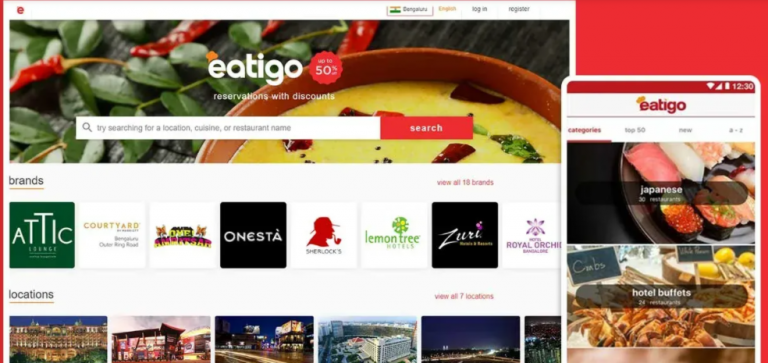 e
Bengaluru English log in register
eatigo
up to
50%
reservations with discounts
try searching for a location, cuisine, or restaurant name
search
brands
view all 18 brands
ATTIC
LOUNGE
COURTYARD
Bengaluru
Outer Ring Road
ONESTÀ
SHERLOCK'S
lemon tree
HOTELS
Zuri
Hotels & Resorts
HOTEL
ROYAL ORCHID
BANGALORE
locations
view all 7 locations
12:30
eatigo
categories top 50 new a - z
japanese
30 restaurants
Combs
hotel buffets
24 restaurants